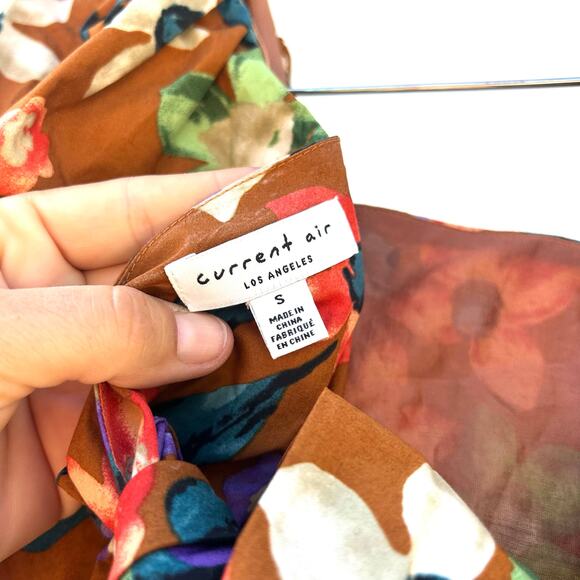 current air
LOS ANGELES
S
MADE IN
CHINA
FABRIQUÉ
EN CHINE